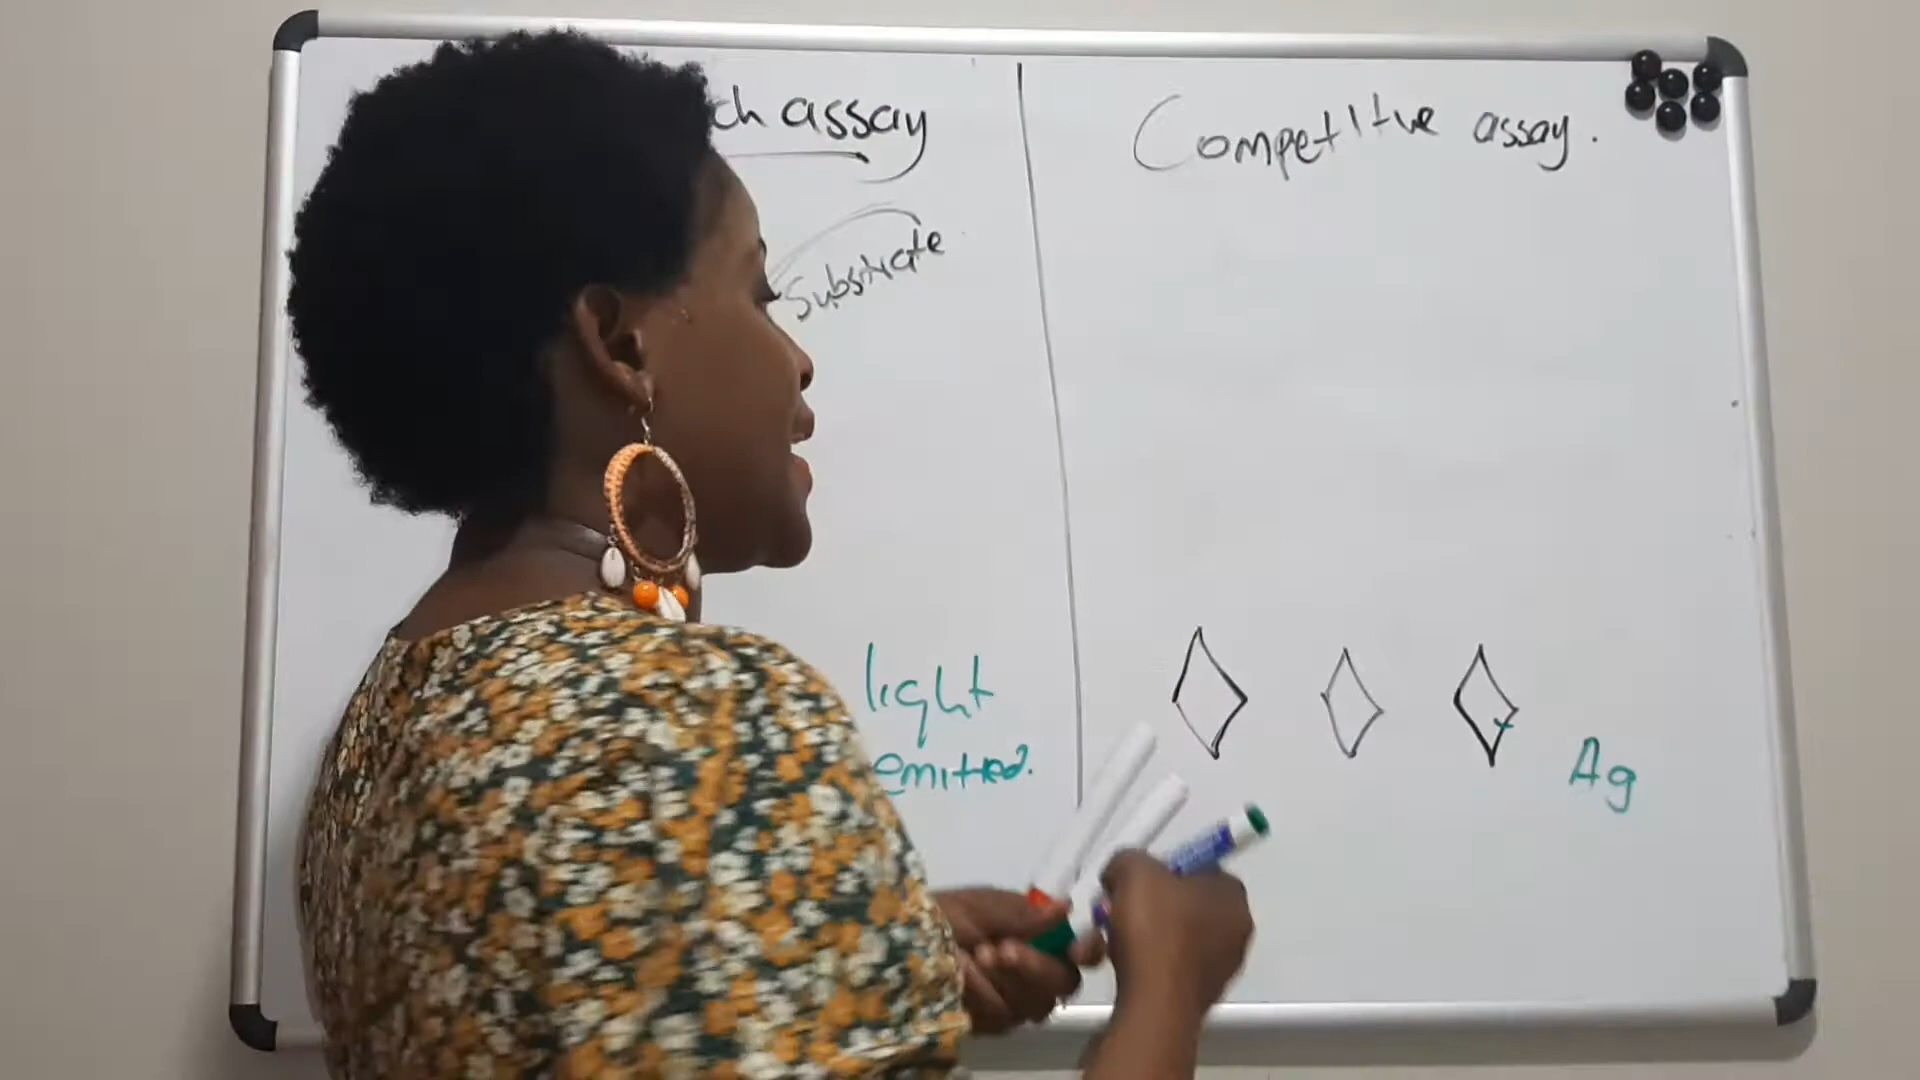 ch assay
Substrate
light
emitted.
Competitive assay.
Ag